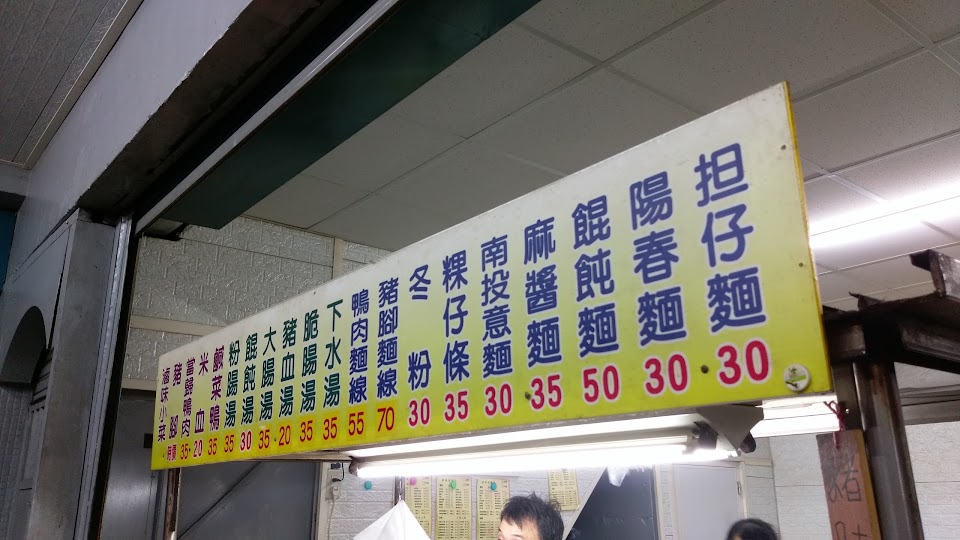 担仔麵 30
陽春麵 30
餛飩麵 50
麻醬麵 35
南投意麵 30
粿仔條 35
冬粉 30
豬腳麵線 70
鴨肉麵線 55
下水湯 35
脆腸湯 35
豬血湯 20
大腸湯 35
餛飩湯 30
粉腸湯 35
鹹菜鴨 35
米血 20
當歸鴨肉 35
豬腳 時價
滷味小菜